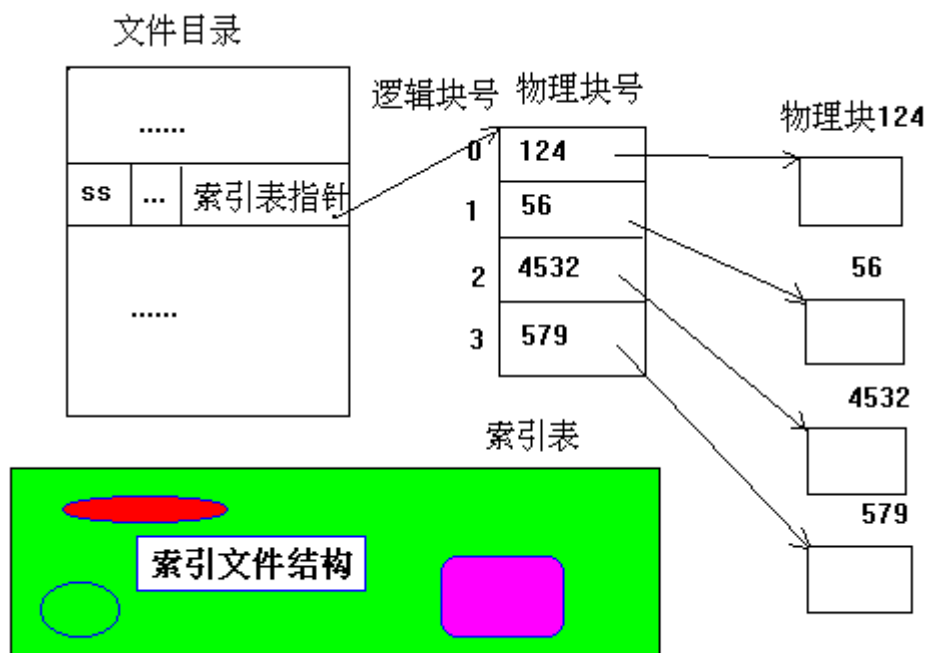 文件目录
......
ss ... 索引表指针
......
逻辑块号 物理块号
0 124
1 56
2 4532
3 579
索引表
物理块124
56
4532
579
索引文件结构